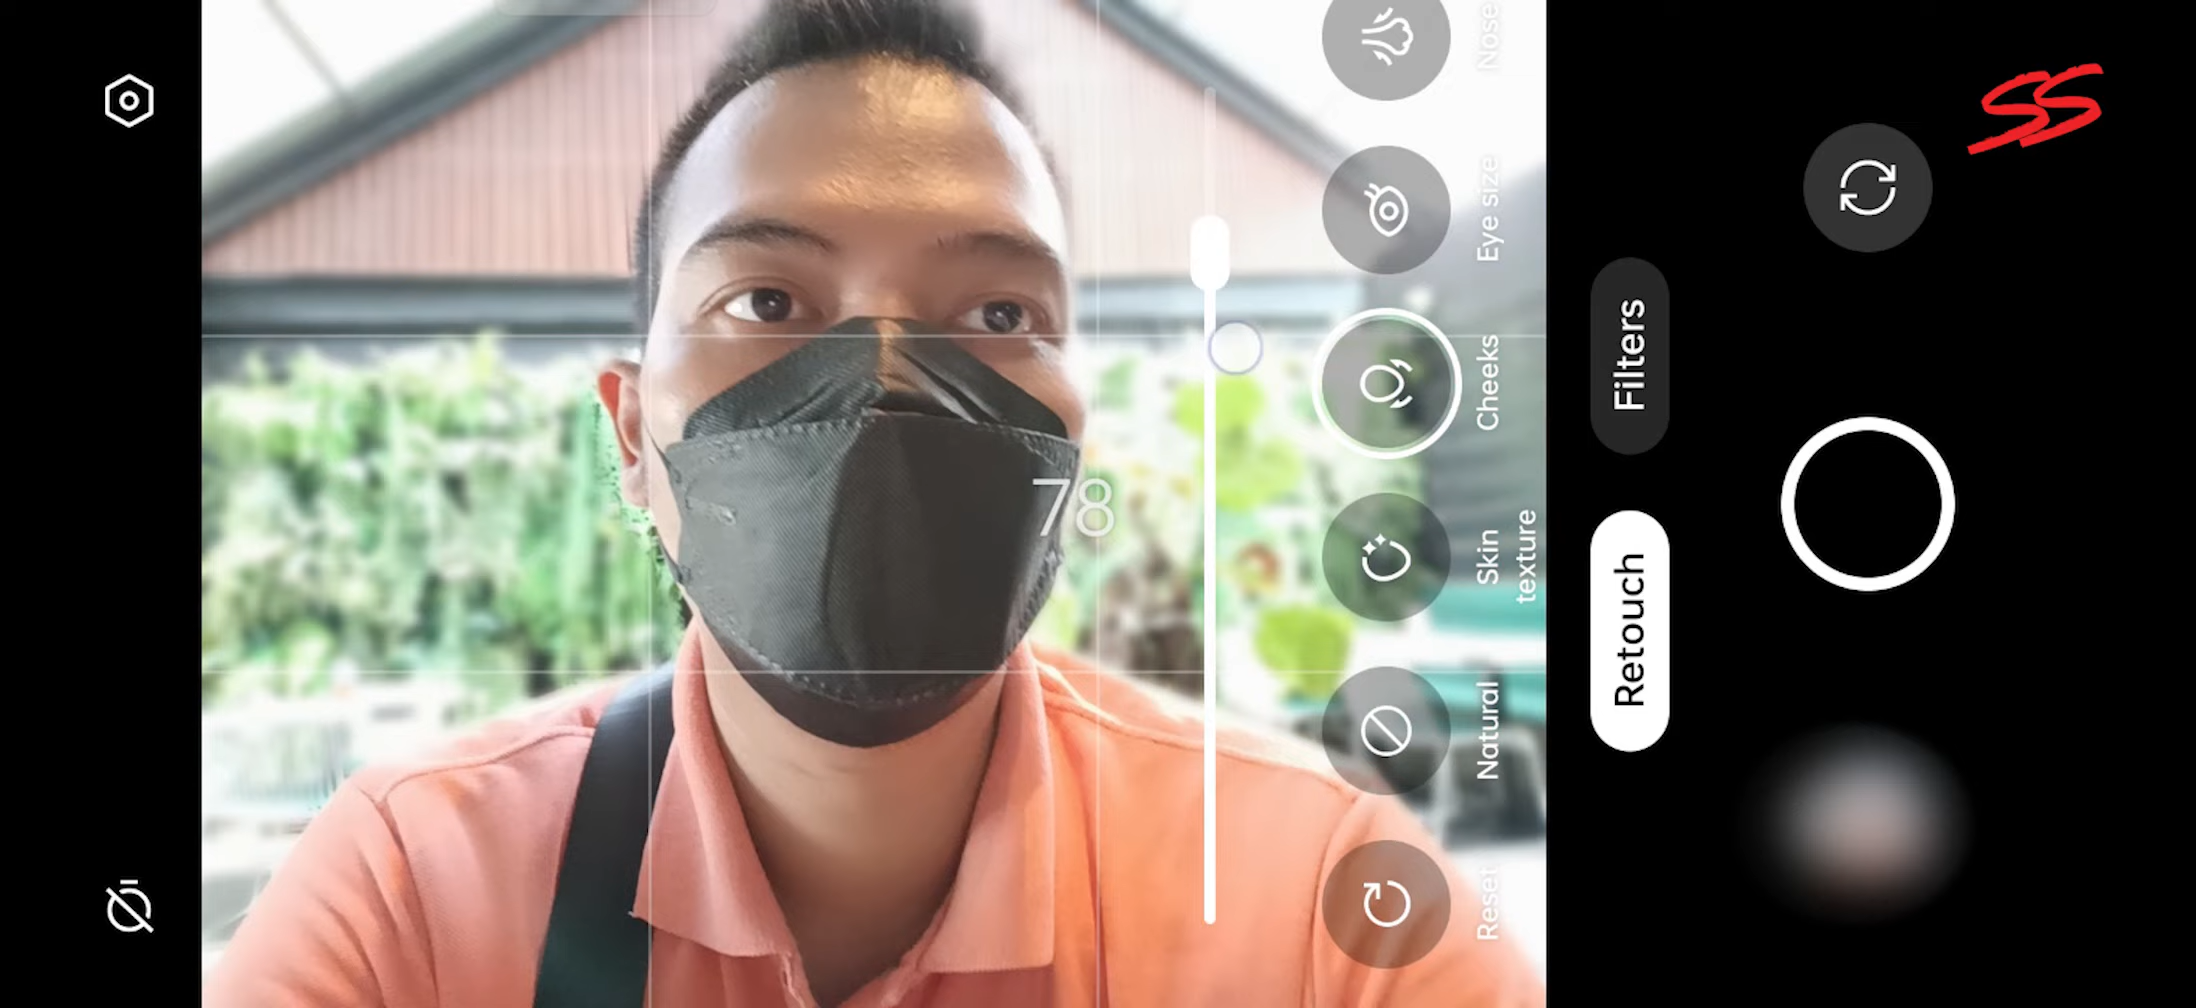 SS
78
Nose
Eye size
Cheeks
Skin
texture
Natural
Reset
Filters
Retouch